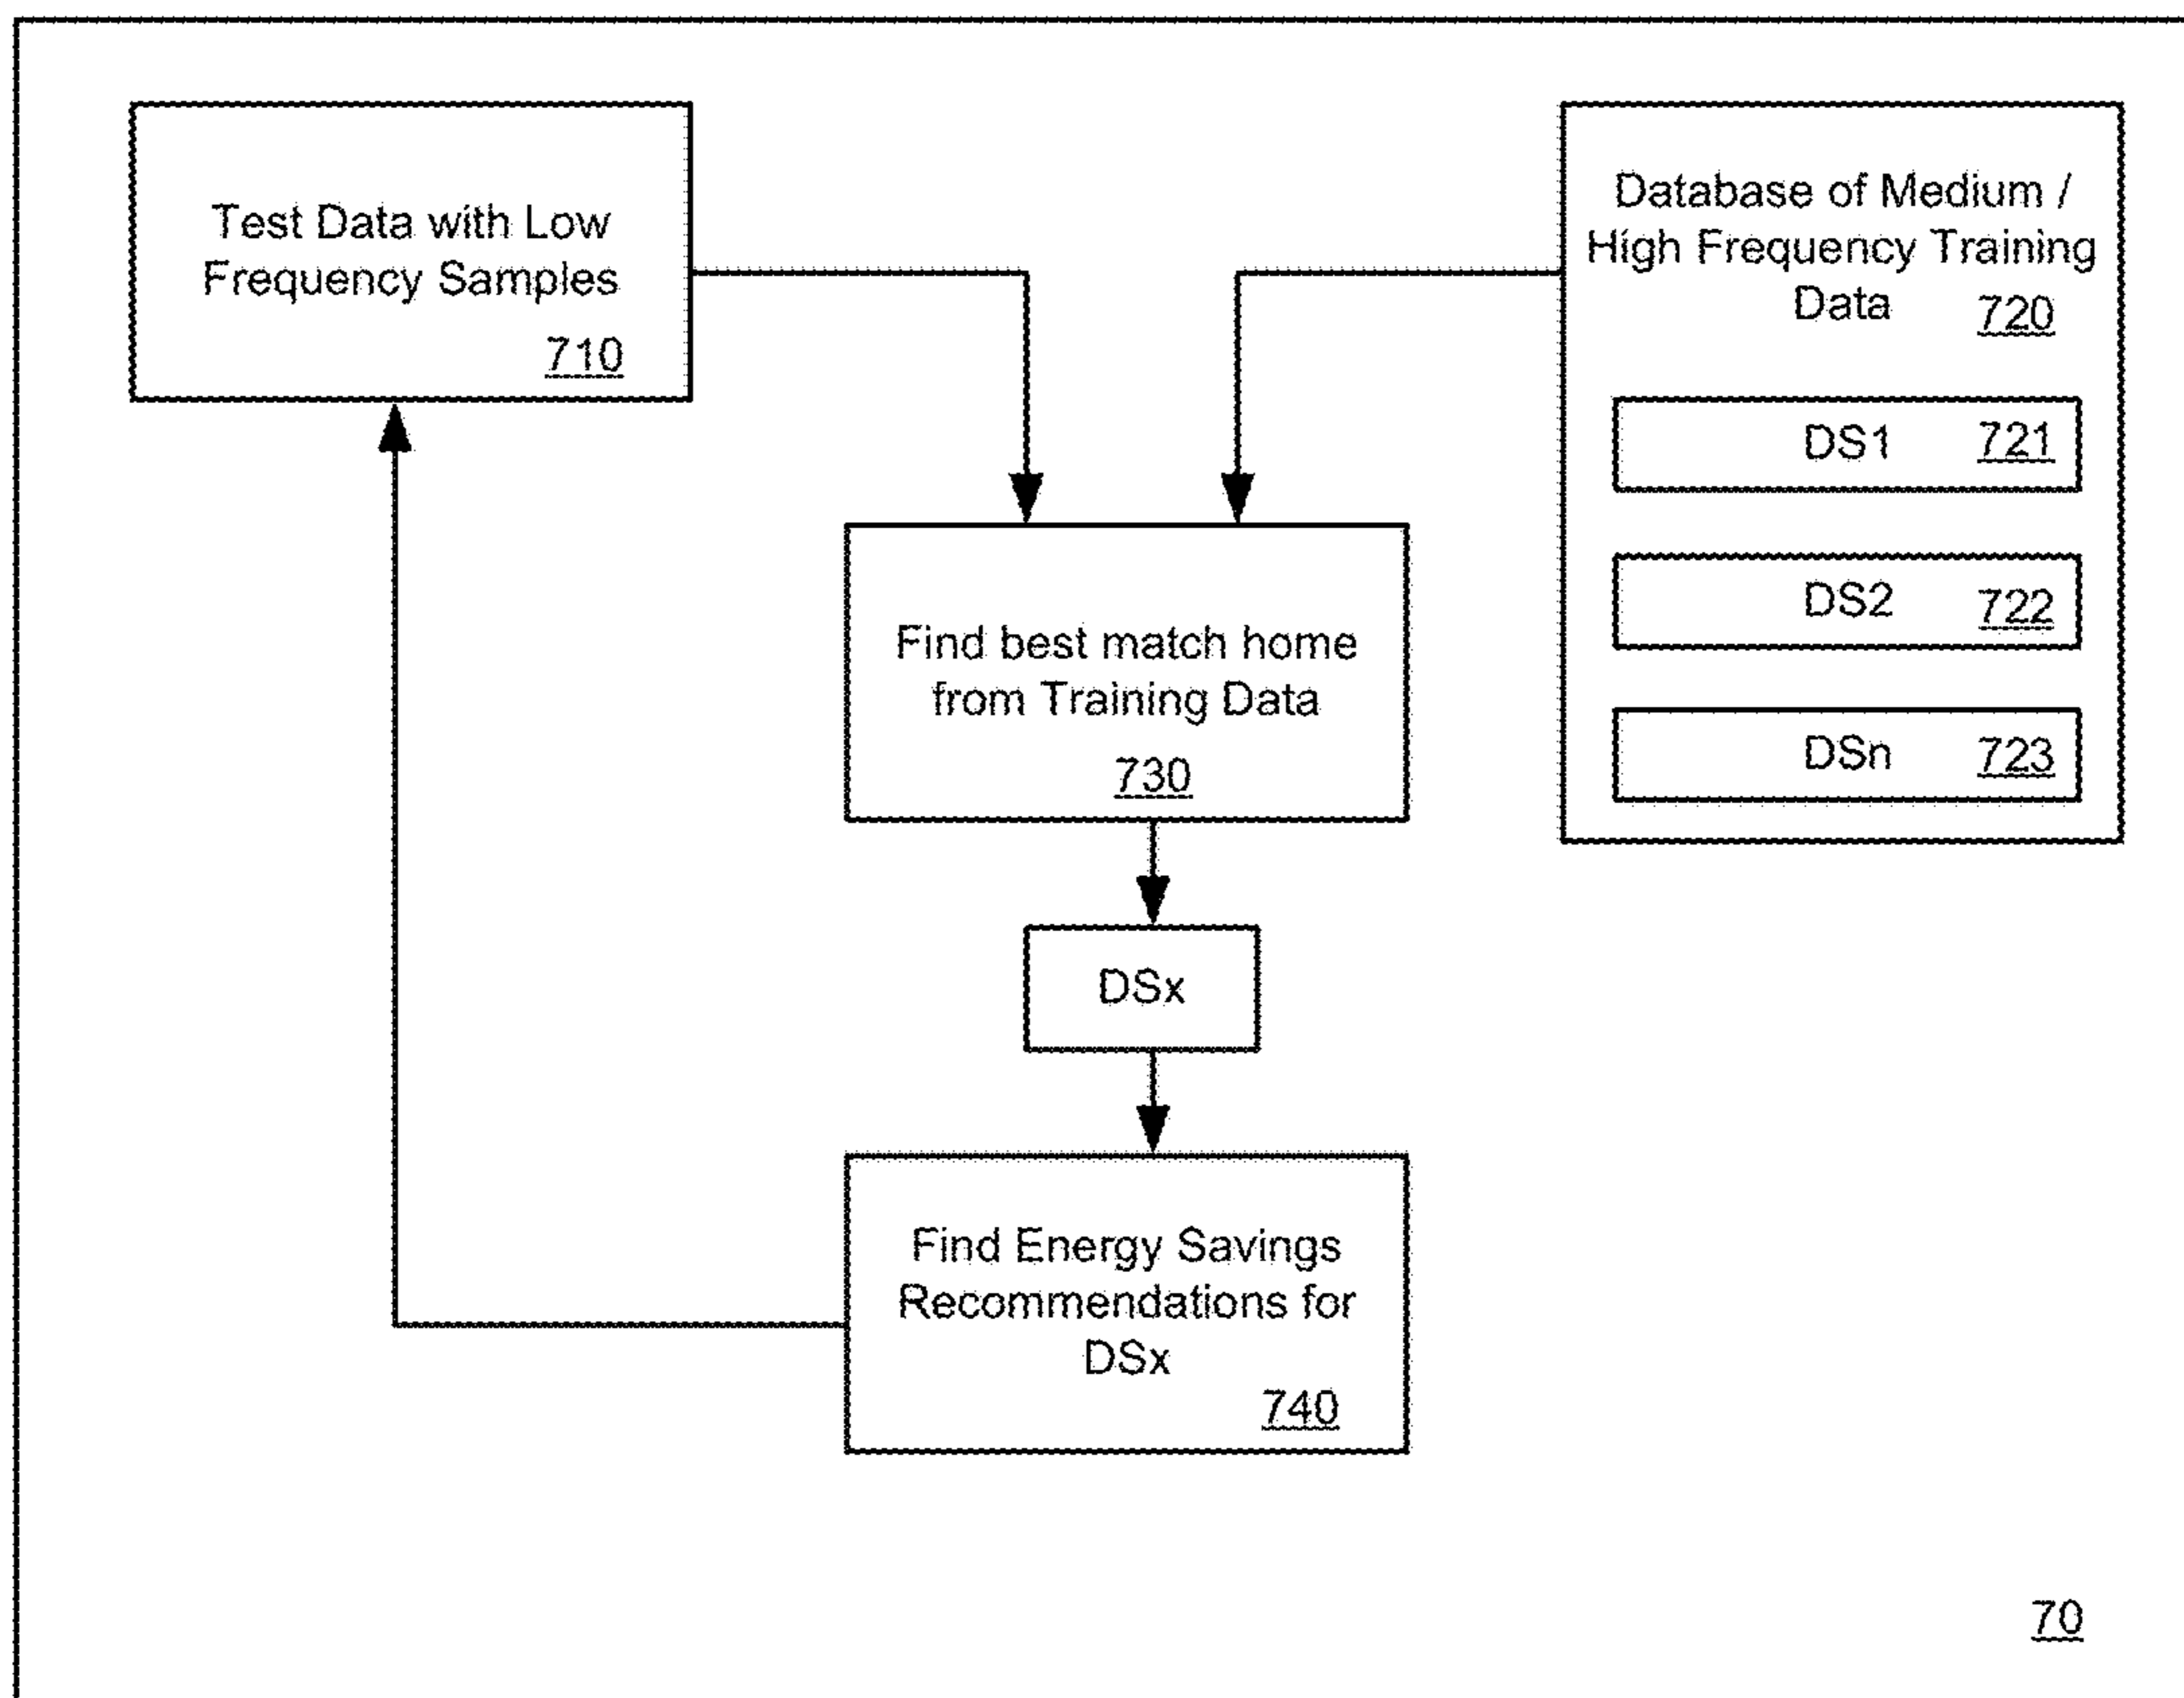 Test Data with Low
Frequency Samples
710
Database of Medium /
High Frequency Training
Data 720
DS1 721
DS2 722
DSn 723
Find best match home
from Training Data
730
DSx
Find Energy Savings
Recommendations for
DSx
740
70